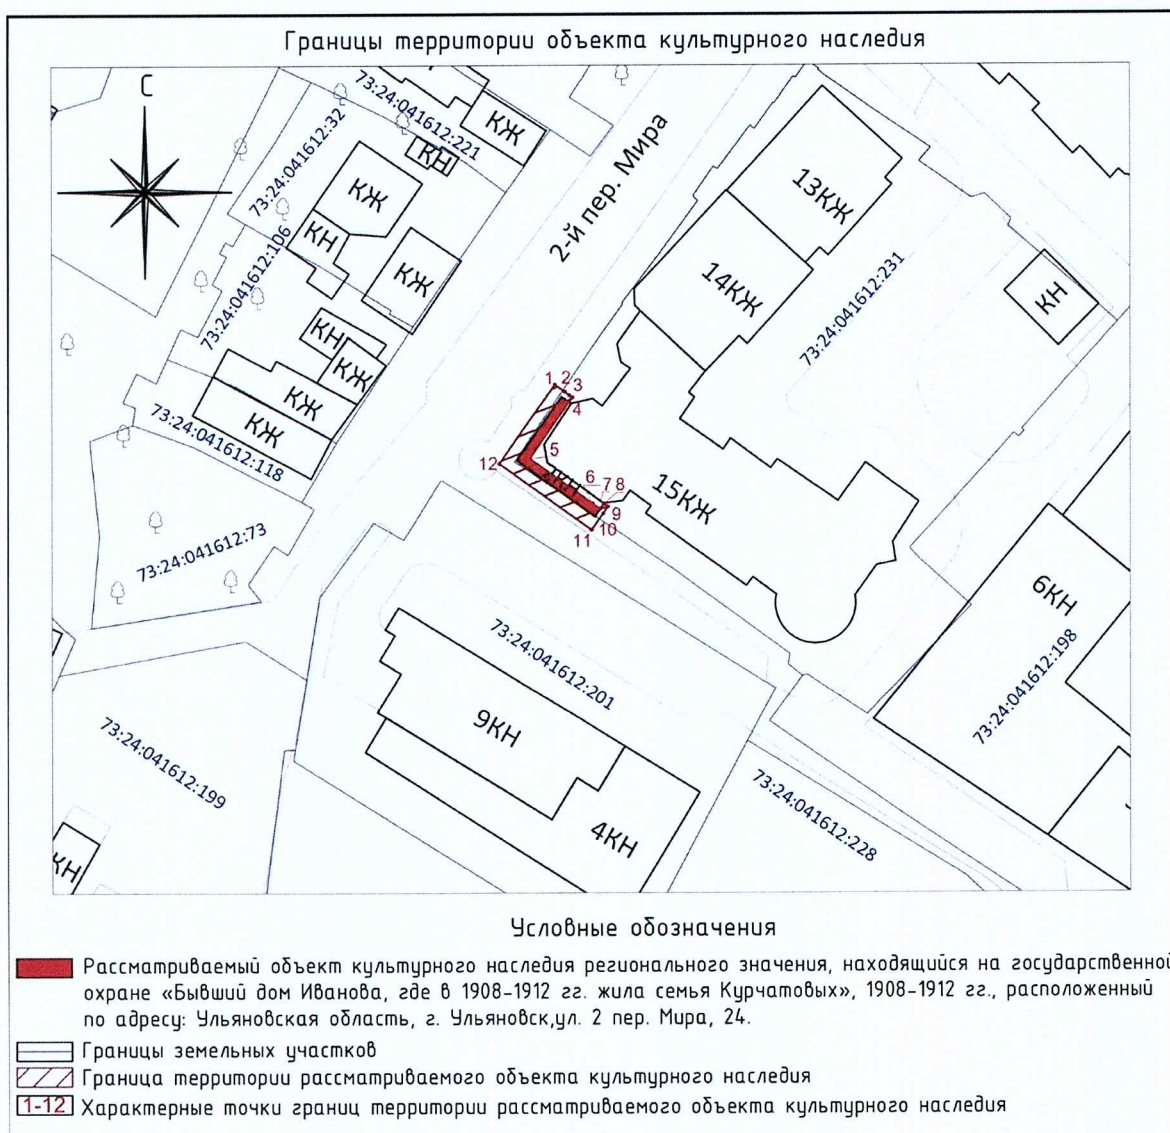 Границы территории объекта культурного наследия
С
73:24:041612:221
КЖ
КН
73:24:041612:32
КЖ
КН
73:24:041612:106
КЖ
КН
КЖ
КЖ
КЖ
73:24:041612:118
73:24:041612:73
2-й пер. Мира
13КЖ
14КЖ
73:24:041612:231
КН
1
2
3
4
5
6
7
8
9
10
11
12
15КЖ
6КН
73:24:041612:198
73:24:041612:201
9КН
4КН
73:24:041612:199
73:24:041612:228
КН
Условные обозначения
Рассматриваемый объект культурного наследия регионального значения, находящийся на государственной
охране «Бывший дом Иванова, где в 1908-1912 гг. жила семья Курчатовых», 1908-1912 гг., расположенный
по адресу: Ульяновская область, г. Ульяновск,ул. 2 пер. Мира, 24.
Границы земельных участков
Граница территории рассматриваемого объекта культурного наследия
1-12 Характерные точки границ территории рассматриваемого объекта культурного наследия